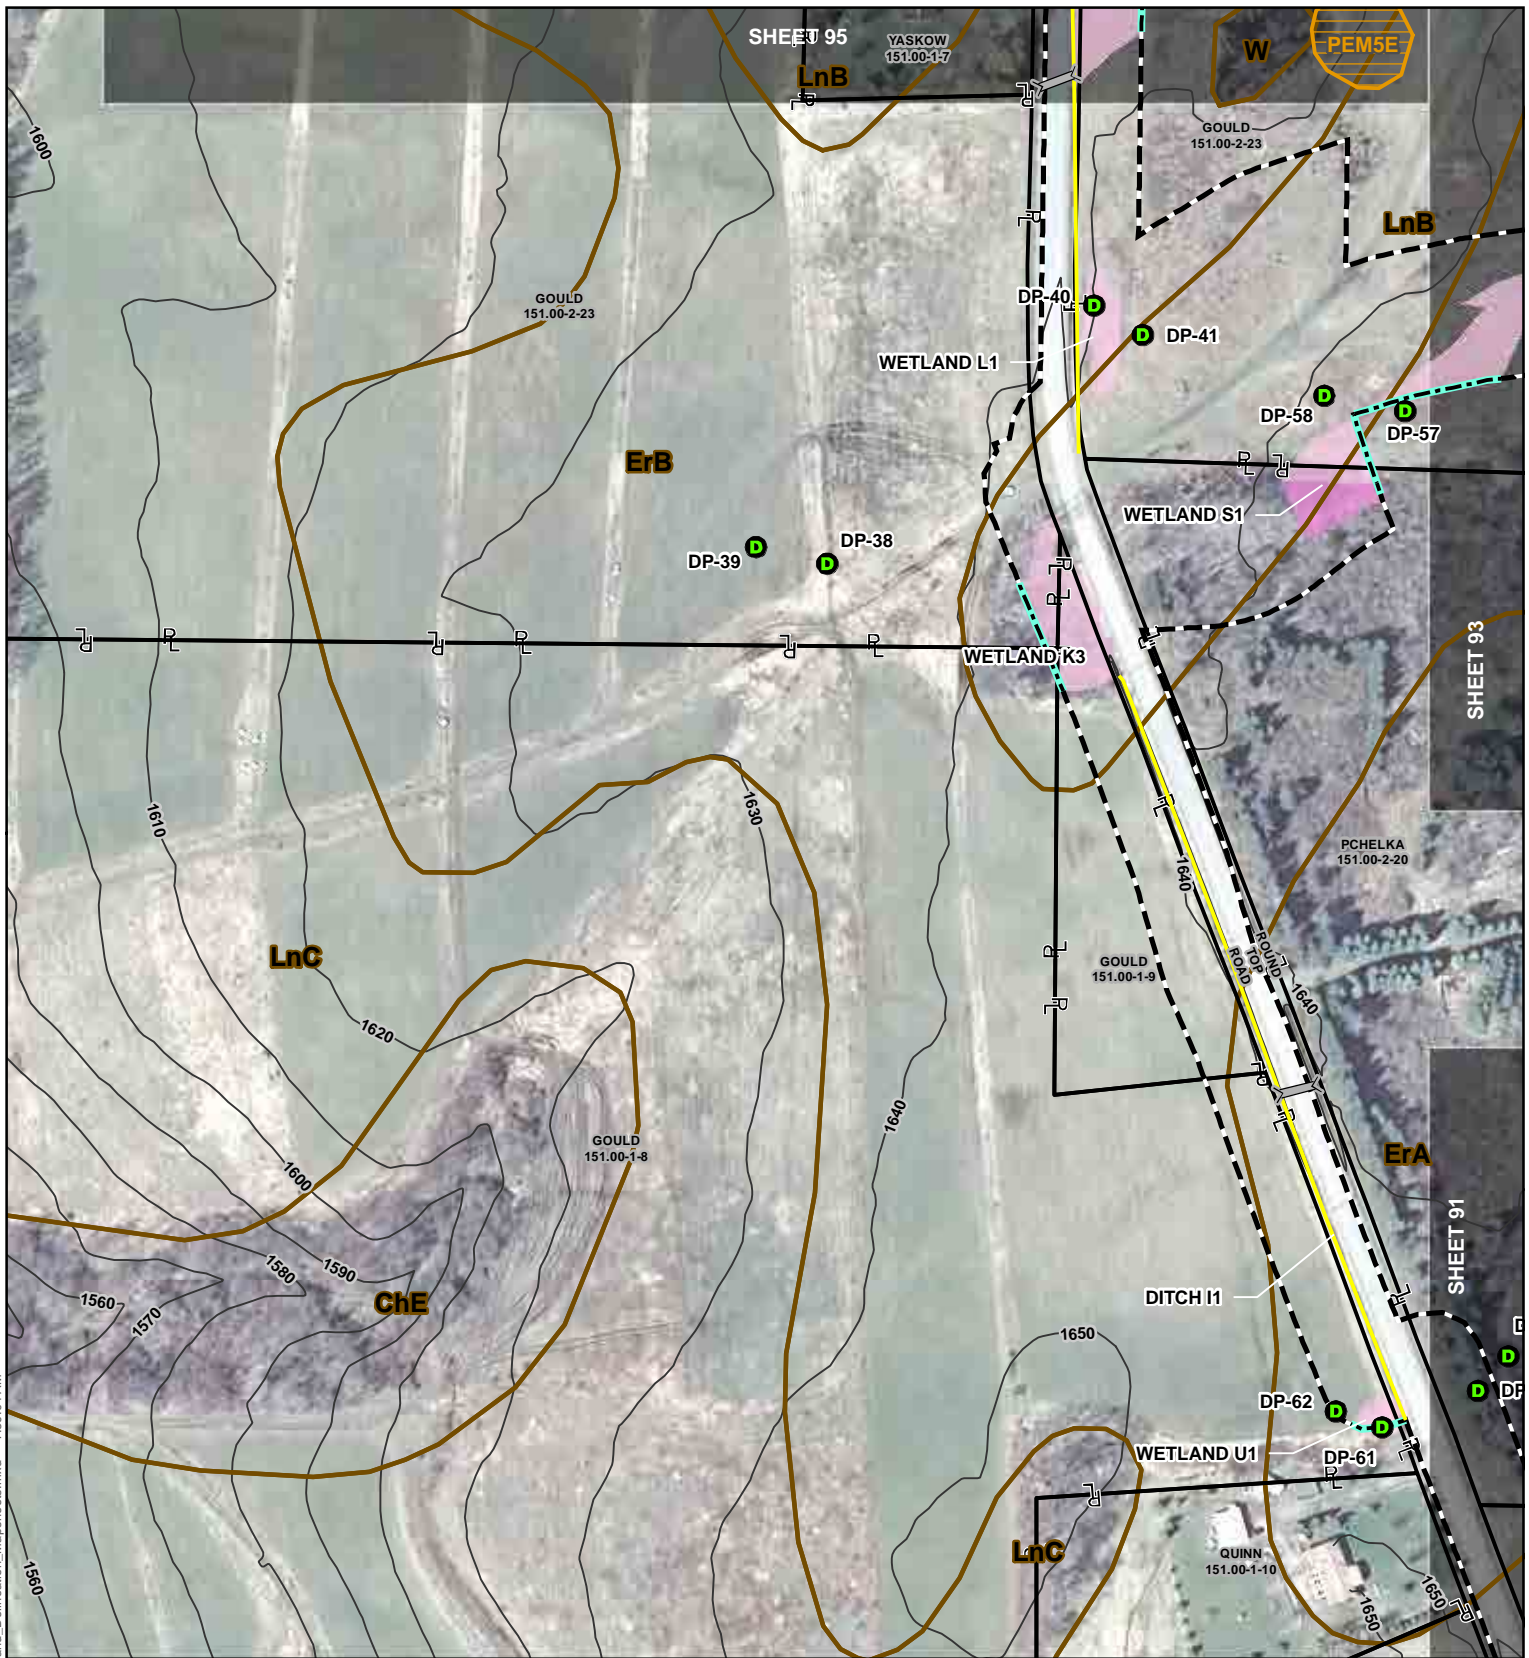 SHEET 95
YASKOW
151.00-1-7
LnB
W
PEM5E
1600
GOULD
151.00-2-23
LnB
GOULD
151.00-2-23
DP-40
D
D
DP-41
WETLAND L1
D
DP-58
D
DP-57
ErB
WETLAND S1
DP-39
D
D
DP-38
WETLAND K3
SHEET 93
1610
1630
1640
PCHELKA
151.00-2-20
LnC
GOULD
151.00-1-9
ROUND
TOP
ROAD
1640
1620
1640
GOULD
151.00-1-8
ErA
1600
1580
1590
1560
1570
ChE
SHEET 91
DITCH I1
1650
D
D
DP-62
D
D
DP-61
WETLAND U1
LnC
QUINN
151.00-1-10
1560
1650
1650